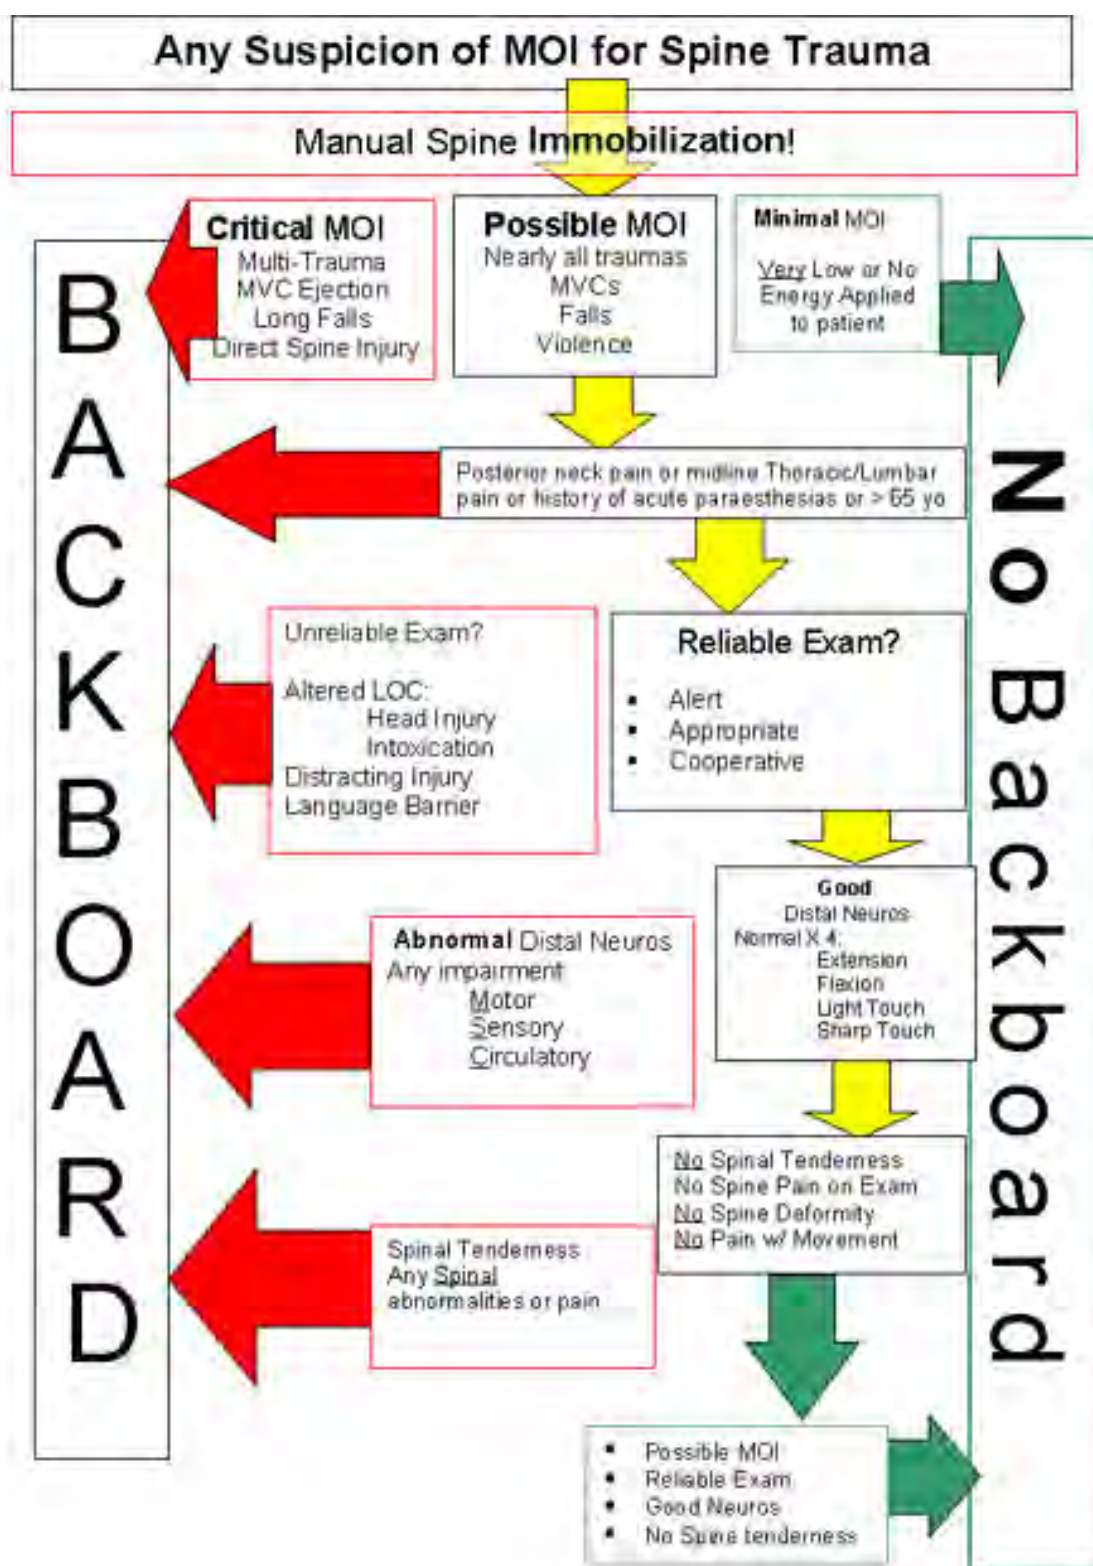 Any Suspicion of MOI for Spine Trauma
Manual Spine Immobilization!
Critical MOI
Multi-Trauma
MVC Ejection
Long Falls
Direct Spine Injury
Possible MOI
Nearly all traumas
MVCs
Falls
Violence
Minimal MOI
Very Low or No
Energy Applied
to patient
BACKBOARD
No Backboard
Posterior neck pain or midline Thoracic/Lumbar
pain or history of acute paraesthesias or > 65 yo
Unreliable Exam?
Altered LOC:
Head Injury
Intoxication
Distracting Injury
Language Barrier
Reliable Exam?
▪ Alert
▪ Appropriate
▪ Cooperative
Good
Distal Neuros
Normal X 4:
Extension
Flexion
Light Touch
Sharp Touch
Abnormal Distal Neuros
Any impairment
Motor
Sensory
Circulatory
No Spinal Tenderness
No Spine Pain on Exam
No Spine Deformity
No Pain w/ Movement
Spinal Tenderness
Any Spinal
abnormalities or pain
▪ Possible MOI
▪ Reliable Exam
▪ Good Neuros
▪ No Spine tenderness